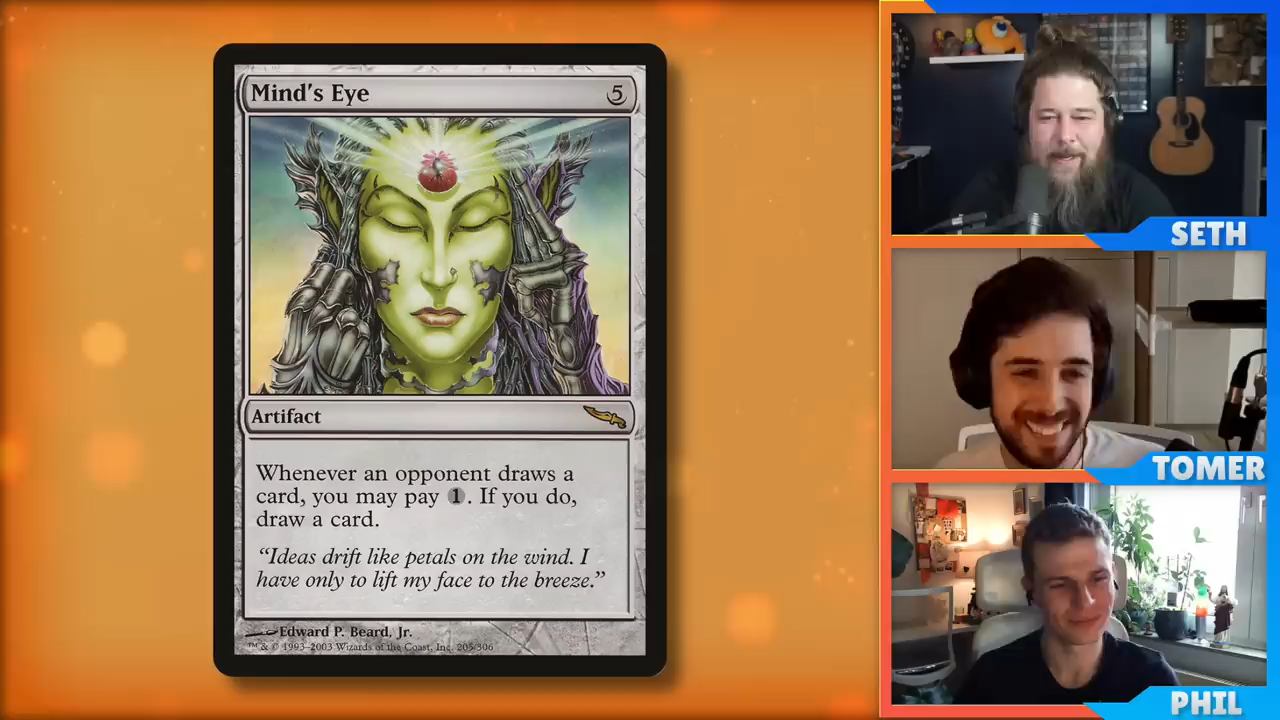 Mind's Eye 5
Artifact
Whenever an opponent draws a
card, you may pay 1. If you do,
draw a card.
“Ideas drift like petals on the wind. I
have only to lift my face to the breeze.”
Edward P. Beard, Jr.
™ & © 1993–2003 Wizards of the Coast, Inc. 205/306
SETH
TOMER
PHIL